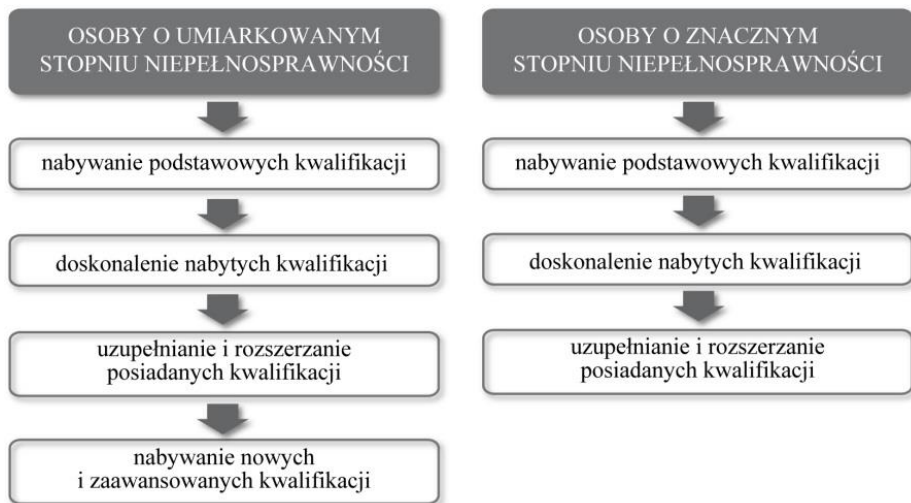 OSOBY O UMIARKOWANYM
STOPNIU NIEPEŁNOSPRAWNOŚCI
nabywanie podstawowych kwalifikacji
doskonalenie nabytych kwalifikacji
uzupełnianie i rozszerzanie
posiadanych kwalifikacji
nabywanie nowych
i zaawansowanych kwalifikacji
OSOBY O ZNACZNYM
STOPNIU NIEPEŁNOSPRAWNOŚCI
nabywanie podstawowych kwalifikacji
doskonalenie nabytych kwalifikacji
uzupełnianie i rozszerzanie
posiadanych kwalifikacji